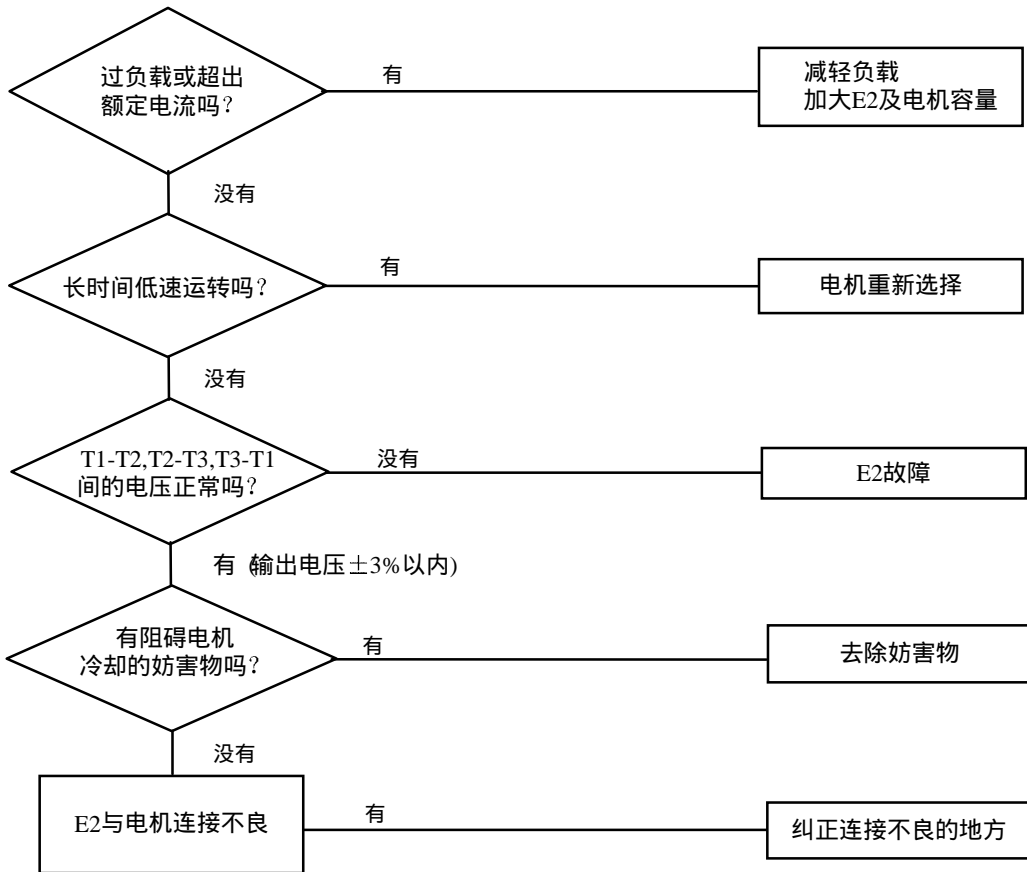 过负载或超出
额定电流吗?
有
减轻负载
加大E2及电机容量
没有
长时间低速运转吗?
有
电机重新选择
没有
T1-T2,T2-T3,T3-T1
间的电压正常吗?
没有
E2故障
有 (输出电压±3%以内)
有阻碍电机
冷却的妨害物吗?
有
去除妨害物
没有
E2与电机连接不良
有
纠正连接不良的地方